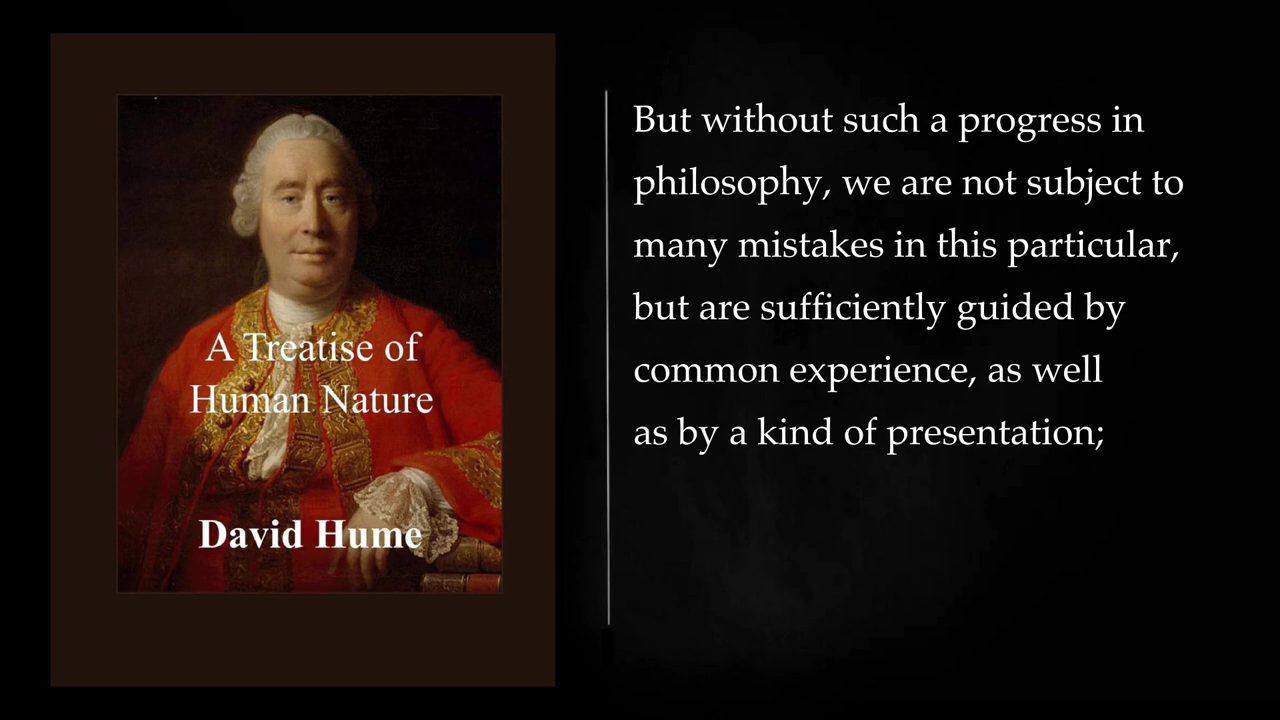 A Treatise of
Human Nature
David Hume
But without such a progress in
philosophy, we are not subject to
many mistakes in this particular,
but are sufficiently guided by
common experience, as well
as by a kind of presentation;